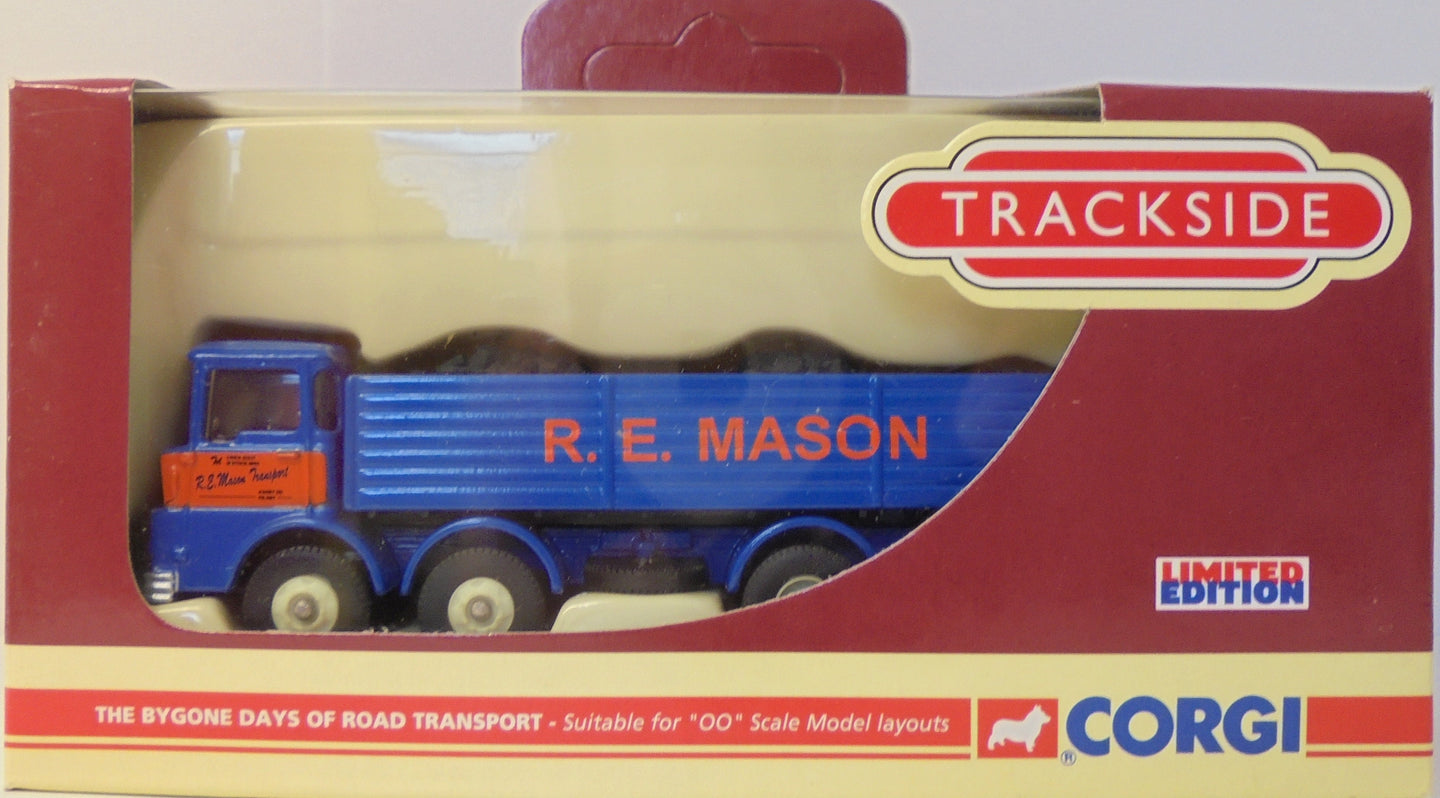 TRACKSIDE
R. E. MASON
R.E. Mason Transport
LIMITED
EDITION
THE BYGONE DAYS OF ROAD TRANSPORT - Suitable for "OO" Scale Model layouts
® CORGI